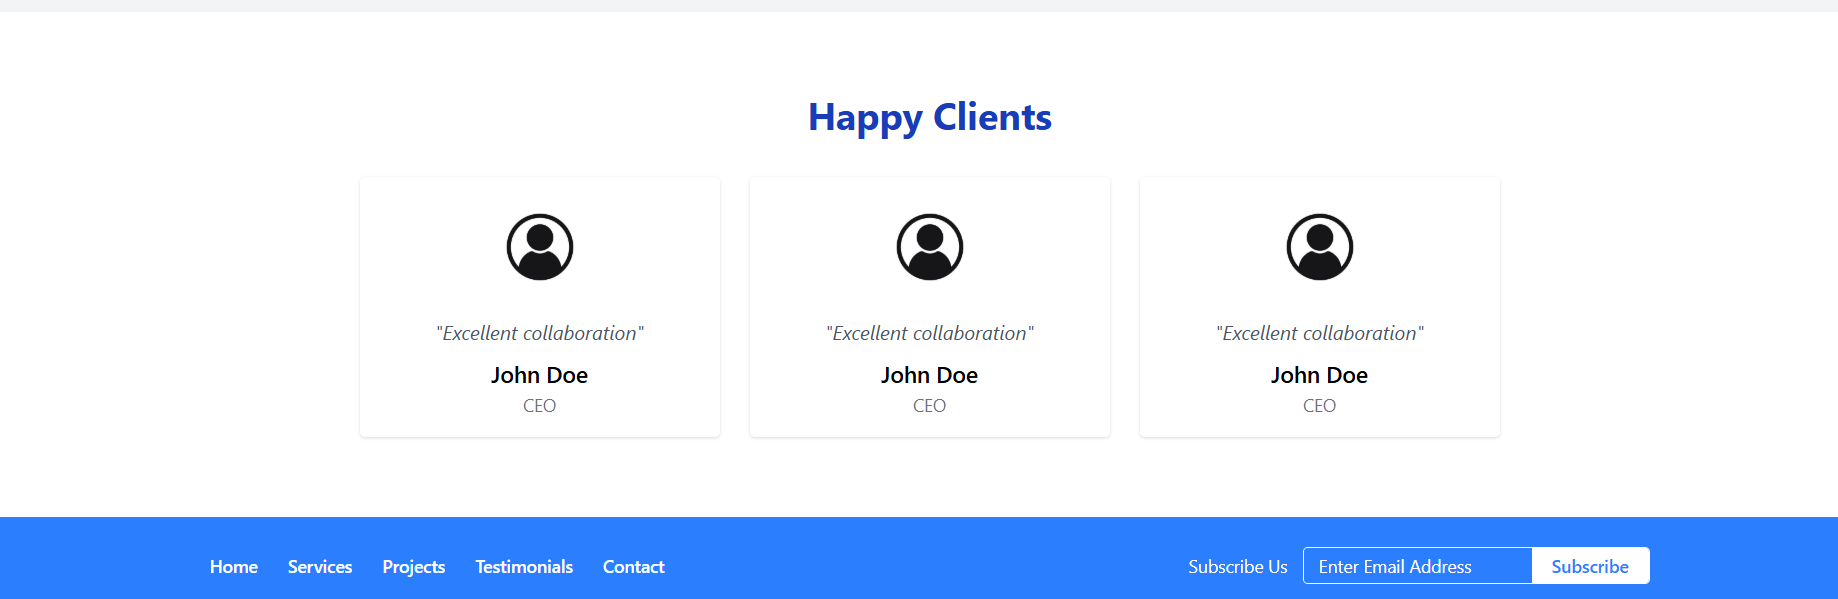 Happy Clients
"Excellent collaboration"
John Doe
CEO
"Excellent collaboration"
John Doe
CEO
"Excellent collaboration"
John Doe
CEO
Home Services Projects Testimonials Contact Subscribe Us Enter Email Address Subscribe